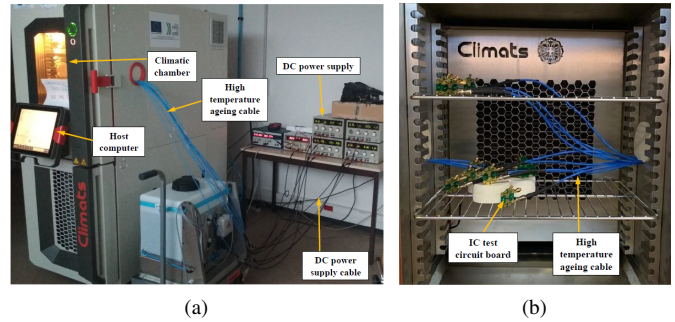 Climatic
chamber
DC power supply
High
temperature
ageing cable
Host
computer
Climats
DC power
supply cable
(a)
Climats
IC test
circuit board
High
temperature
ageing cable
(b)